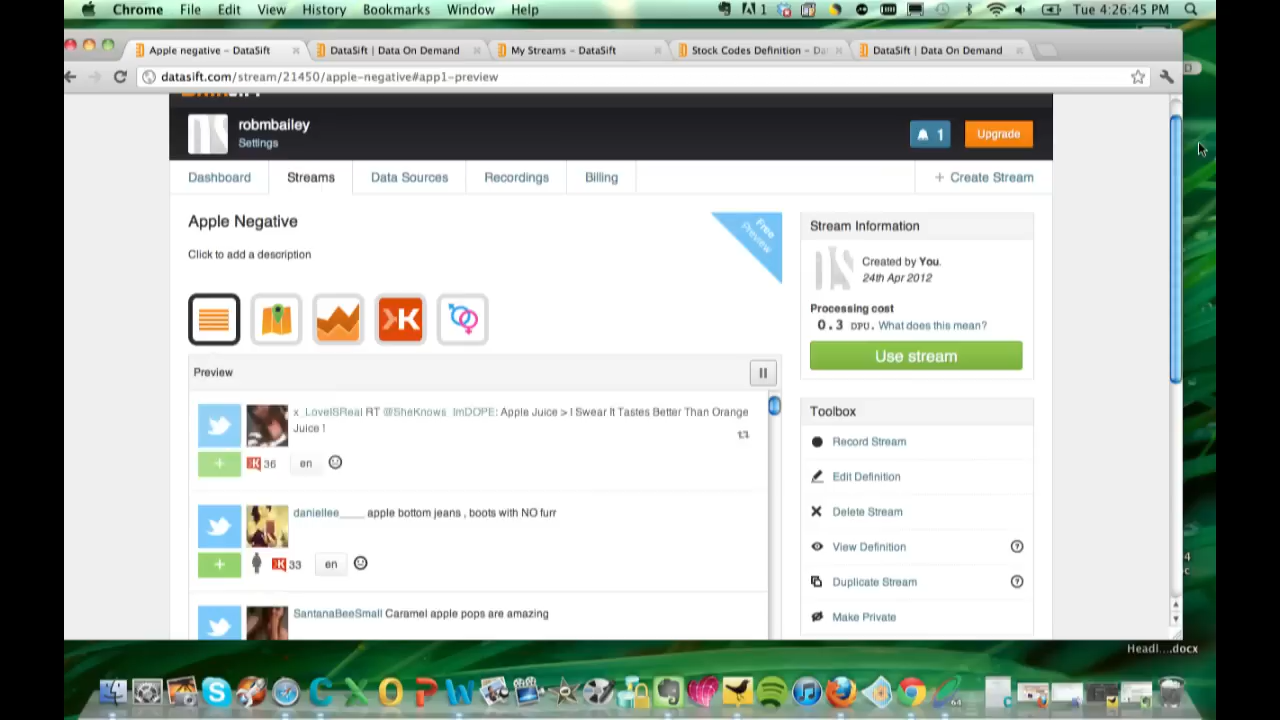 Chrome File Edit View History Bookmarks Window Help 1 Tue 4:26:45 PM
Apple negative – DataSift DataSift | Data On Demand My Streams – DataSift Stock Codes Definition – Da DataSift | Data On Demand
datasift.com/stream/21450/apple-negative#app1-preview
robmbailey
Settings
1 Upgrade
Dashboard Streams Data Sources Recordings Billing + Create Stream
Apple Negative
Click to add a description
Free
Preview
Stream Information
Created by You.
24th Apr 2012
Processing cost
0.3 DPU. What does this mean?
Use stream
K
Preview
x_LoveISReal RT @SheKnows_ImDOPE: Apple Juice > I Swear It Tastes Better Than Orange
Juice !
+ K 36 en
daniellee____ apple bottom jeans , boots with NO furr
+ K 33 en
SantanaBeeSmall Caramel apple pops are amazing
Toolbox
Record Stream
Edit Definition
Delete Stream
View Definition ?
Duplicate Stream ?
Make Private
Headl....docx